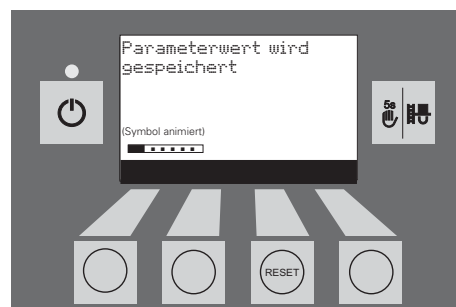 Parameterwert wird
gespeichert
5s
(Symbol animiert)
RESET